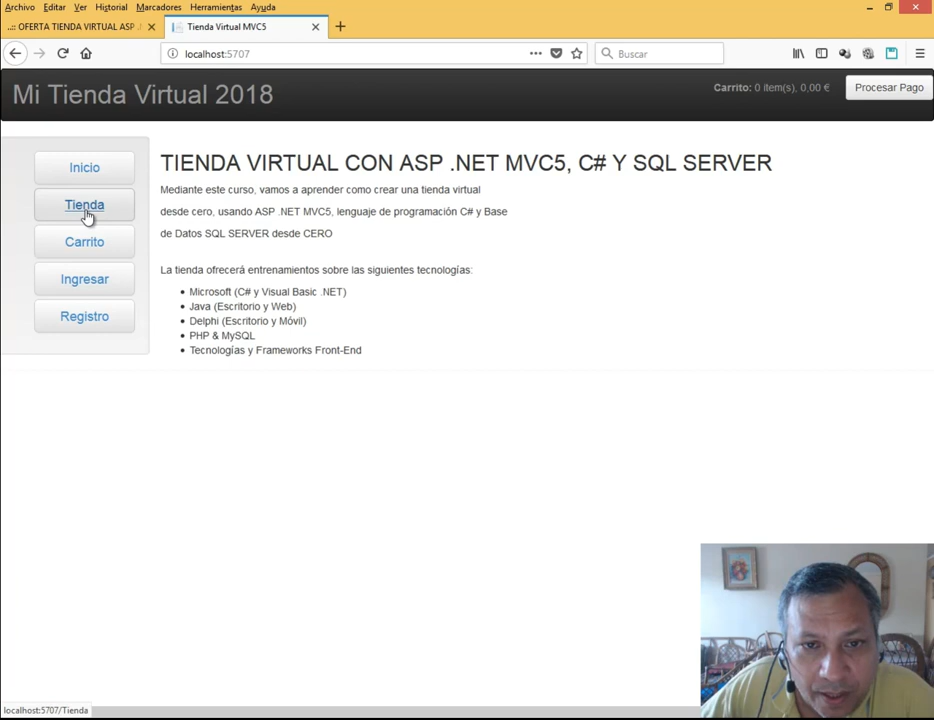 Archivo Editar Ver Historial Marcadores Herramientas Ayuda
..:: OFERTA TIENDA VIRTUAL ASP .
Tienda Virtual MVC5
localhost:5707
Buscar
Mi Tienda Virtual 2018
Carrito: 0 item(s), 0,00 €
Procesar Pago
Inicio
Tienda
Carrito
Ingresar
Registro
TIENDA VIRTUAL CON ASP .NET MVC5, C# Y SQL SERVER
Mediante este curso, vamos a aprender como crear una tienda virtual
desde cero, usando ASP .NET MVC5, lenguaje de programación C# y Base
de Datos SQL SERVER desde CERO
La tienda ofrecerá entrenamientos sobre las siguientes tecnologías:
• Microsoft (C# y Visual Basic .NET)
• Java (Escritorio y Web)
• Delphi (Escritorio y Móvil)
• PHP & MySQL
• Tecnologías y Frameworks Front-End
localhost:5707/Tienda